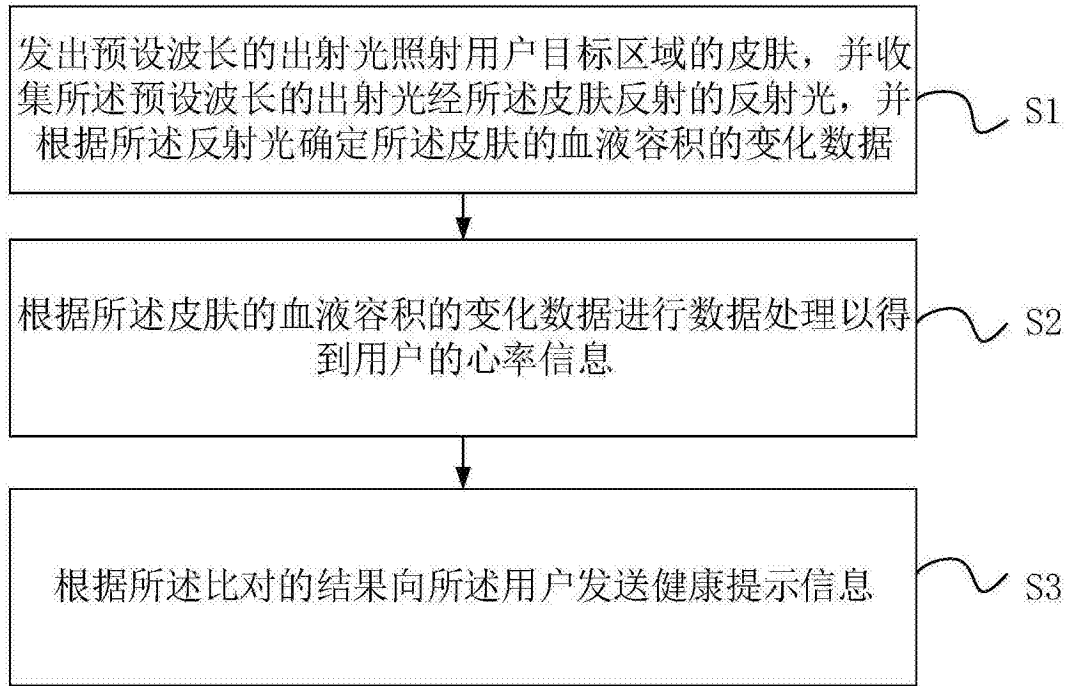 发出预设波长的出射光照射用户目标区域的皮肤，并收
集所述预设波长的出射光经所述皮肤反射的反射光，并
根据所述反射光确定所述皮肤的血液容积的变化数据
S1
根据所述皮肤的血液容积的变化数据进行数据处理以得
到用户的心率信息
S2
根据所述比对的结果向所述用户发送健康提示信息
S3